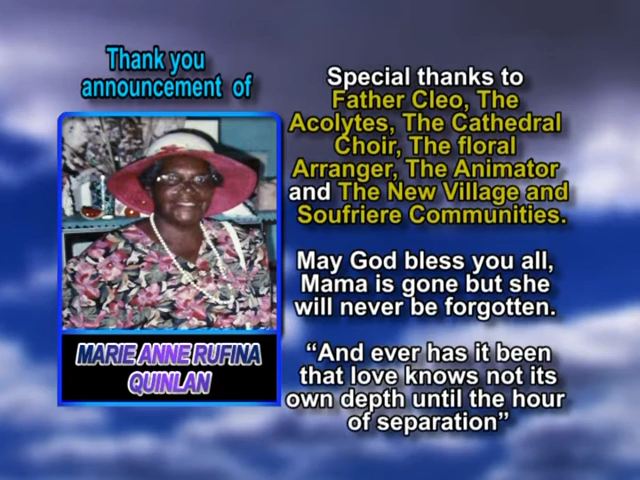 Thank you
announcement of
MARIE ANNE RUFINA
QUINLAN
Special thanks to
Father Cleo, The
Acolytes, The Cathedral
Choir, The floral
Arranger, The Animator
and The New Village and
Soufriere Communities.
May God bless you all,
Mama is gone but she
will never be forgotten.
“And ever has it been
that love knows not its
own depth until the hour
of separation”